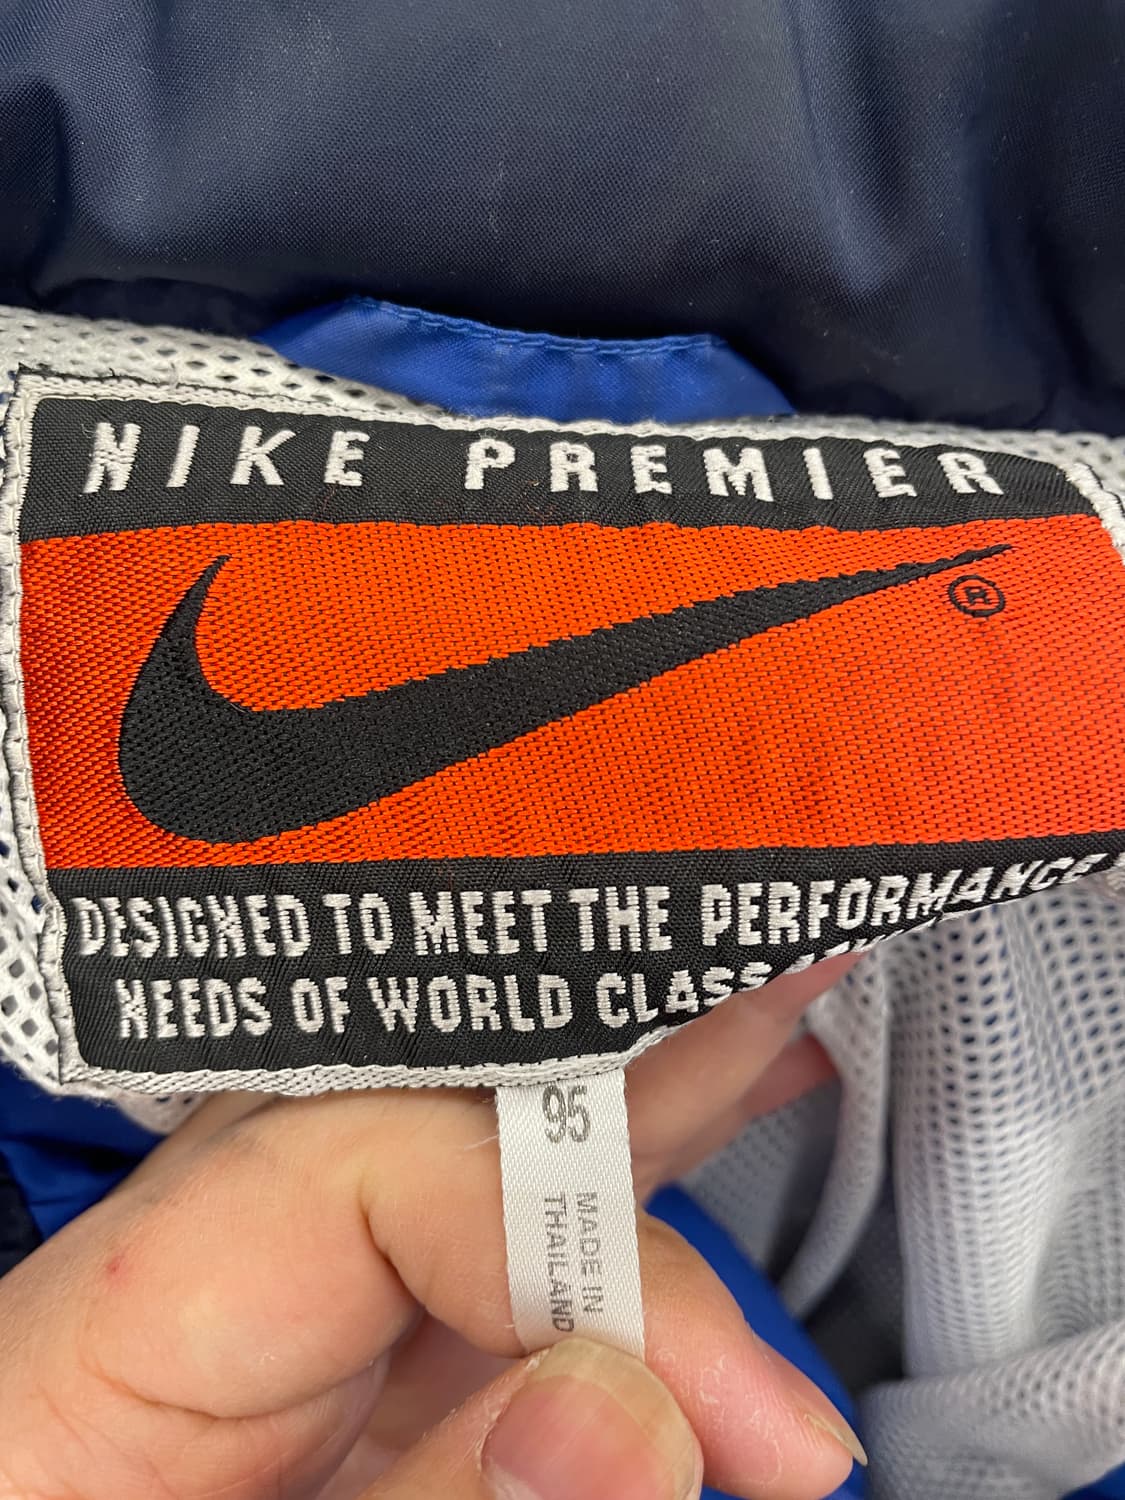 NIKE PREMIER
®
DESIGNED TO MEET THE PERFORMANCE
NEEDS OF WORLD CLASS
95
MADE IN
THAILAND